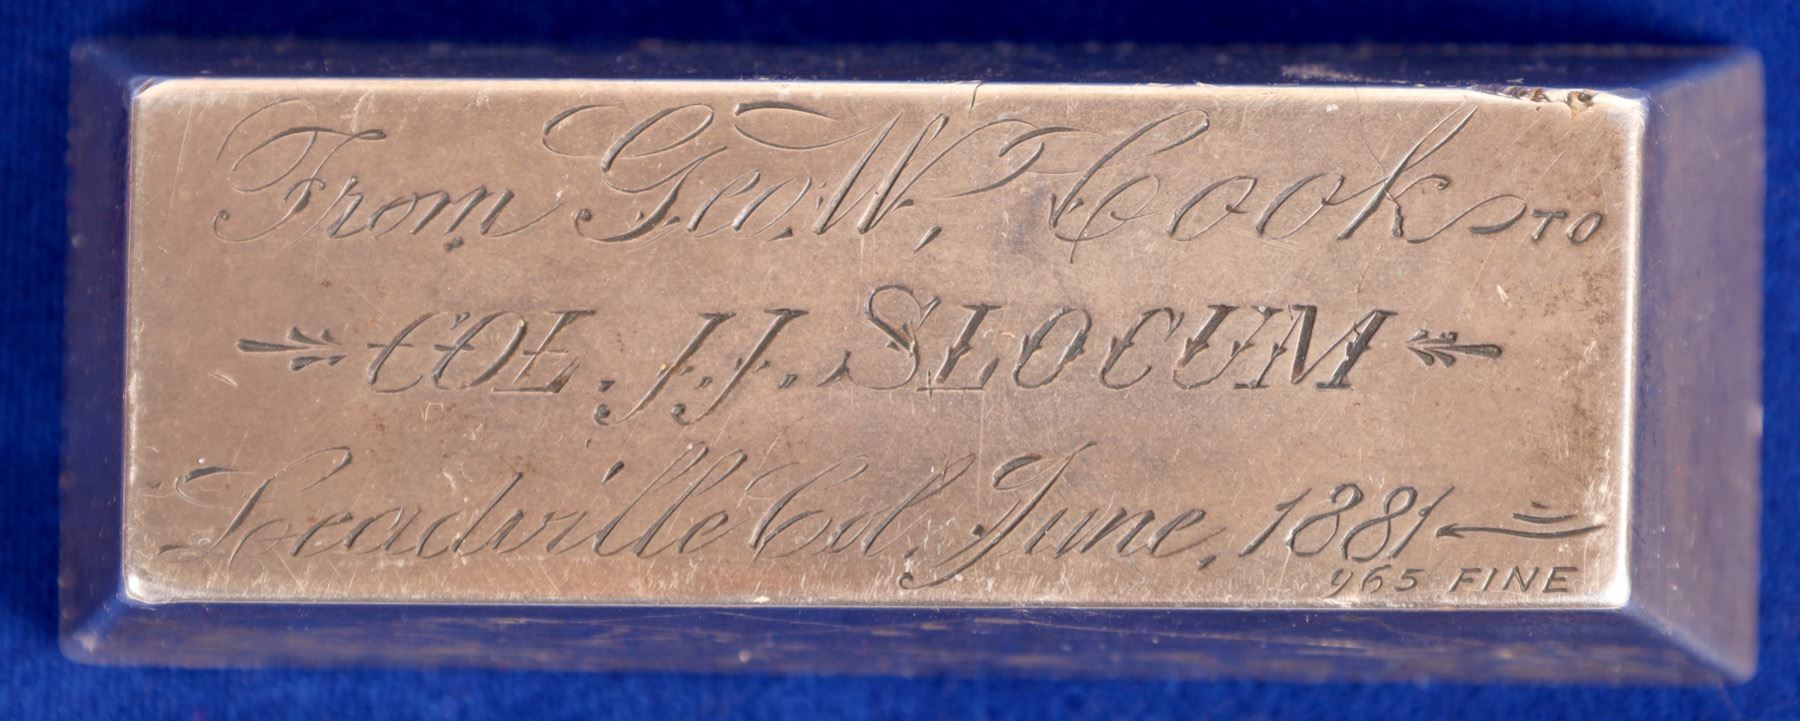 From Geo. W. Cook TO
COL. J.J. SLOCUM
Leadville Col. June, 1881
965 FINE